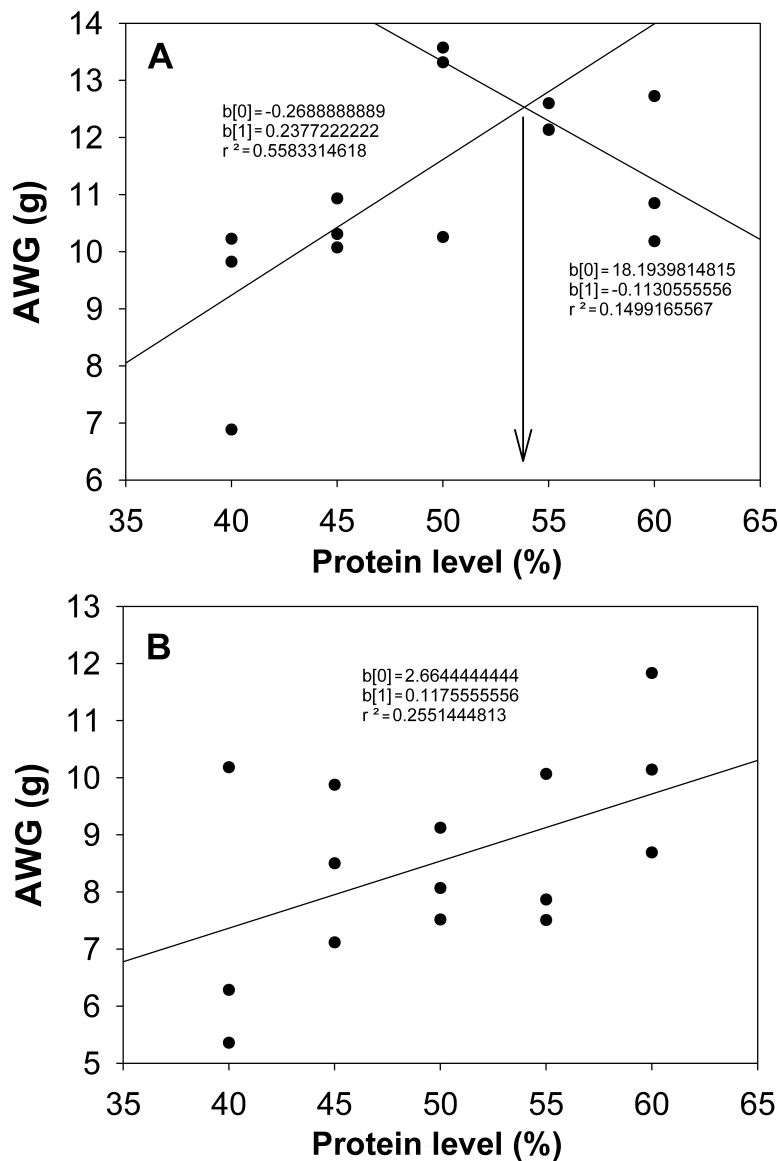 14
A
13
b[0]=-0.2688888889
b[1]=0.2377222222
r ²=0.5583314618
12
11
AWG (g)
10
b[0]=18.1939814815
b[1]=-0.1130555556
r ²=0.1499165567
9
8
7
6
35 40 45 50 55 60 65
Protein level (%)
13
B
12
b[0]=2.6644444444
b[1]=0.1175555556
r ²=0.2551444813
11
10
AWG (g)
9
8
7
6
5
35 40 45 50 55 60 65
Protein level (%)